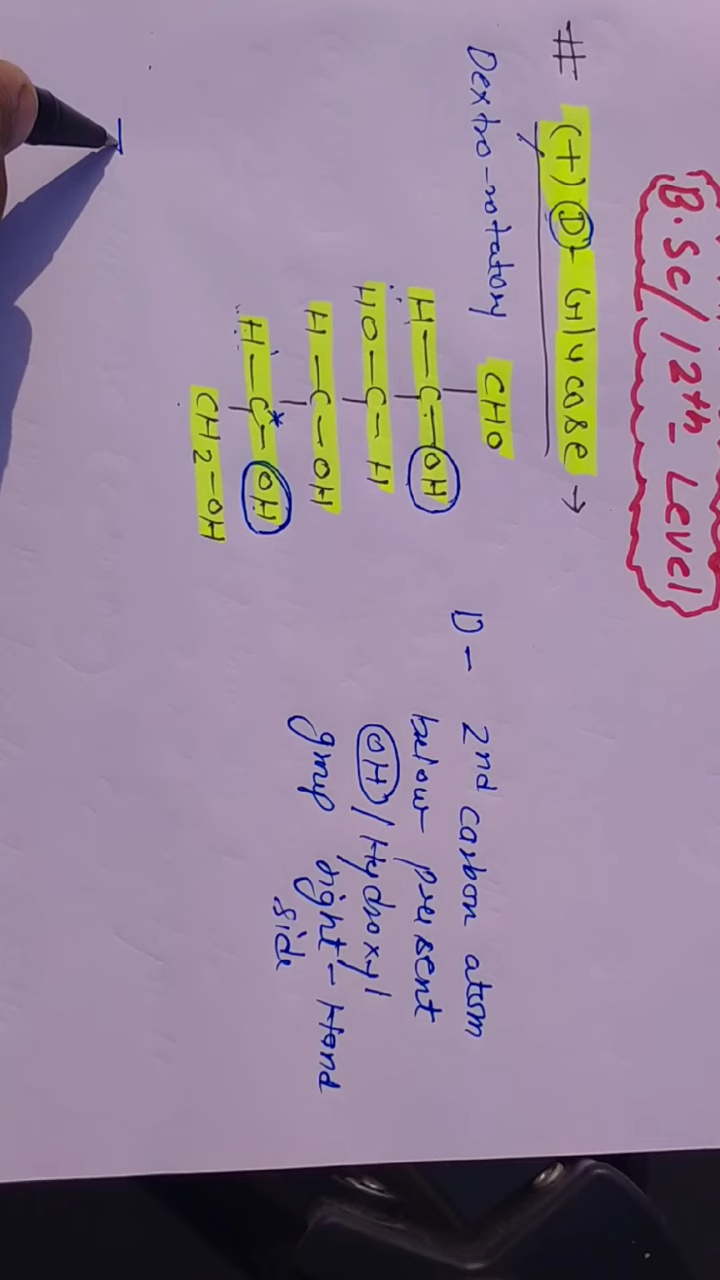 B.Sc/12th- Level
# (+) D- Glucose →
Dextro-rotatory
CHO
H-C-OH
HO-C-H
H-C-OH
H-C*-OH
CH2-OH
D- 2nd carbon atom
below present
OH/Hydroxyl
group right-Hand
side